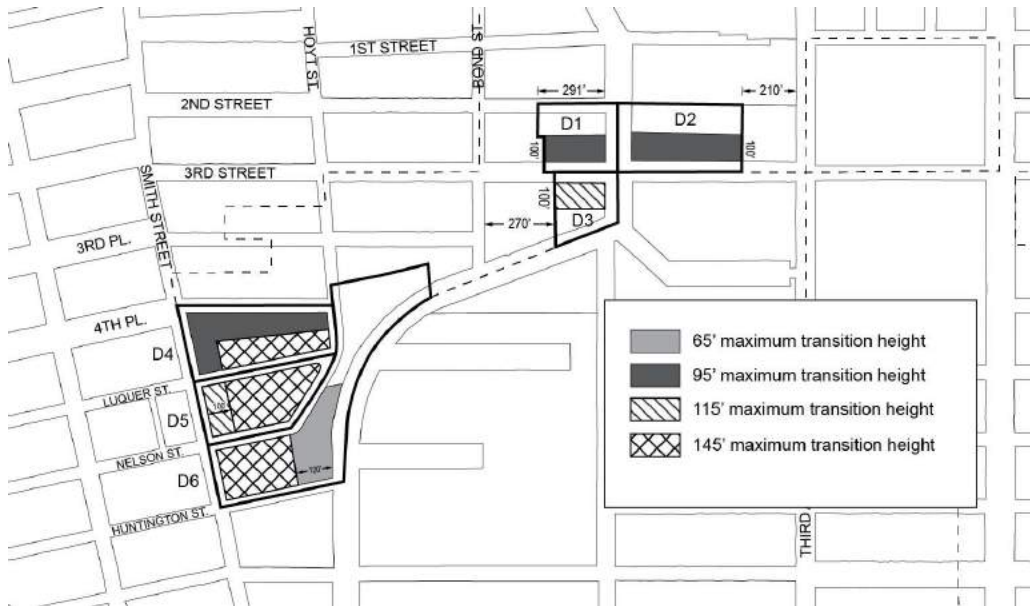 1ST STREET
HOYT ST.
BOND ST.
2ND STREET
291'
210'
D1
D2
100'
100'
3RD STREET
SMITH STREET
100'
D3
270'
3RD PL.
4TH PL.
D4
LUQUER ST.
100'
D5
NELSON ST.
D6
120'
HUNTINGTON ST.
THIRD
65' maximum transition height
95' maximum transition height
115' maximum transition height
145' maximum transition height